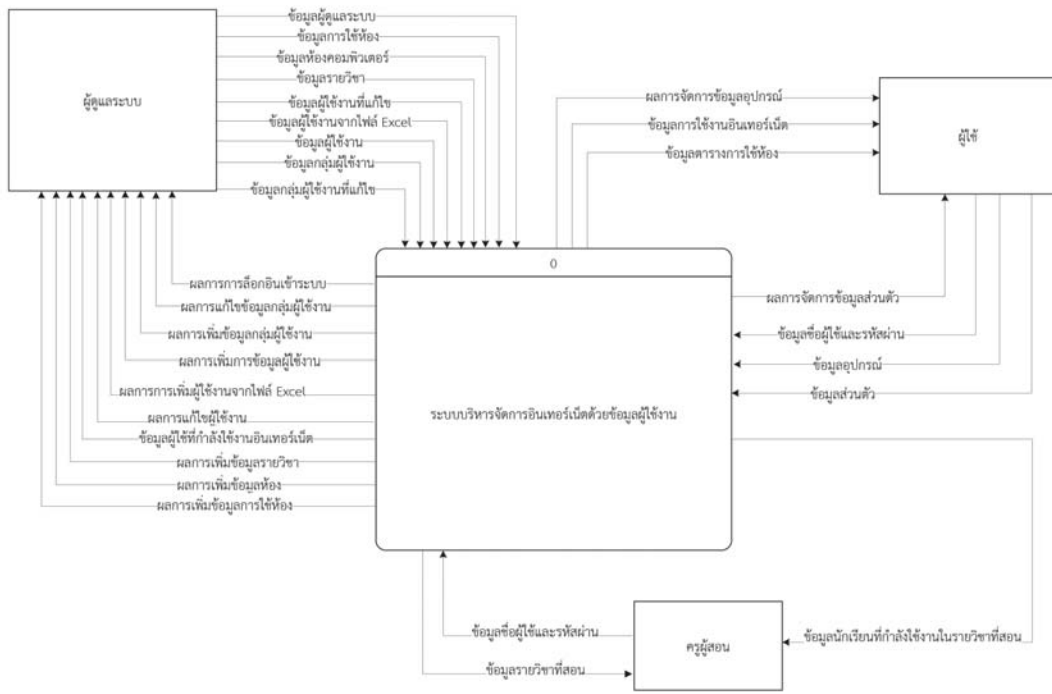 ผู้ดูแลระบบ
ข้อมูลผู้ดูแลระบบ
ข้อมูลการใช้ห้อง
ข้อมูลห้องคอมพิวเตอร์
ข้อมูลรายวิชา
ข้อมูลผู้ใช้งานที่แก้ไข
ข้อมูลผู้ใช้งานจากไฟล์ Excel
ข้อมูลผู้ใช้งาน
ข้อมูลกลุ่มผู้ใช้งาน
ข้อมูลกลุ่มผู้ใช้งานที่แก้ไข
ผลการจัดการข้อมูลอุปกรณ์
ข้อมูลการใช้งานอินเทอร์เน็ต
ข้อมูลตารางการใช้ห้อง
ผู้ใช้
0
ระบบบริหารจัดการอินเทอร์เน็ตด้วยข้อมูลผู้ใช้งาน
ผลการการล็อกอินเข้าระบบ
ผลการแก้ไขข้อมูลกลุ่มผู้ใช้งาน
ผลการเพิ่มข้อมูลกลุ่มผู้ใช้งาน
ผลการเพิ่มการข้อมูลผู้ใช้งาน
ผลการการเพิ่มผู้ใช้งานจากไฟล์ Excel
ผลการแก้ไขผู้ใช้งาน
ข้อมูลผู้ใช้ที่กำลังใช้งานอินเทอร์เน็ต
ผลการเพิ่มข้อมูลรายวิชา
ผลการเพิ่มข้อมูลห้อง
ผลการเพิ่มข้อมูลการใช้ห้อง
ผลการจัดการข้อมูลส่วนตัว
ข้อมูลชื่อผู้ใช้และรหัสผ่าน
ข้อมูลอุปกรณ์
ข้อมูลส่วนตัว
ข้อมูลชื่อผู้ใช้และรหัสผ่าน
ข้อมูลรายวิชาที่สอน
ครูผู้สอน
ข้อมูลนักเรียนที่กำลังใช้งานในรายวิชาที่สอน